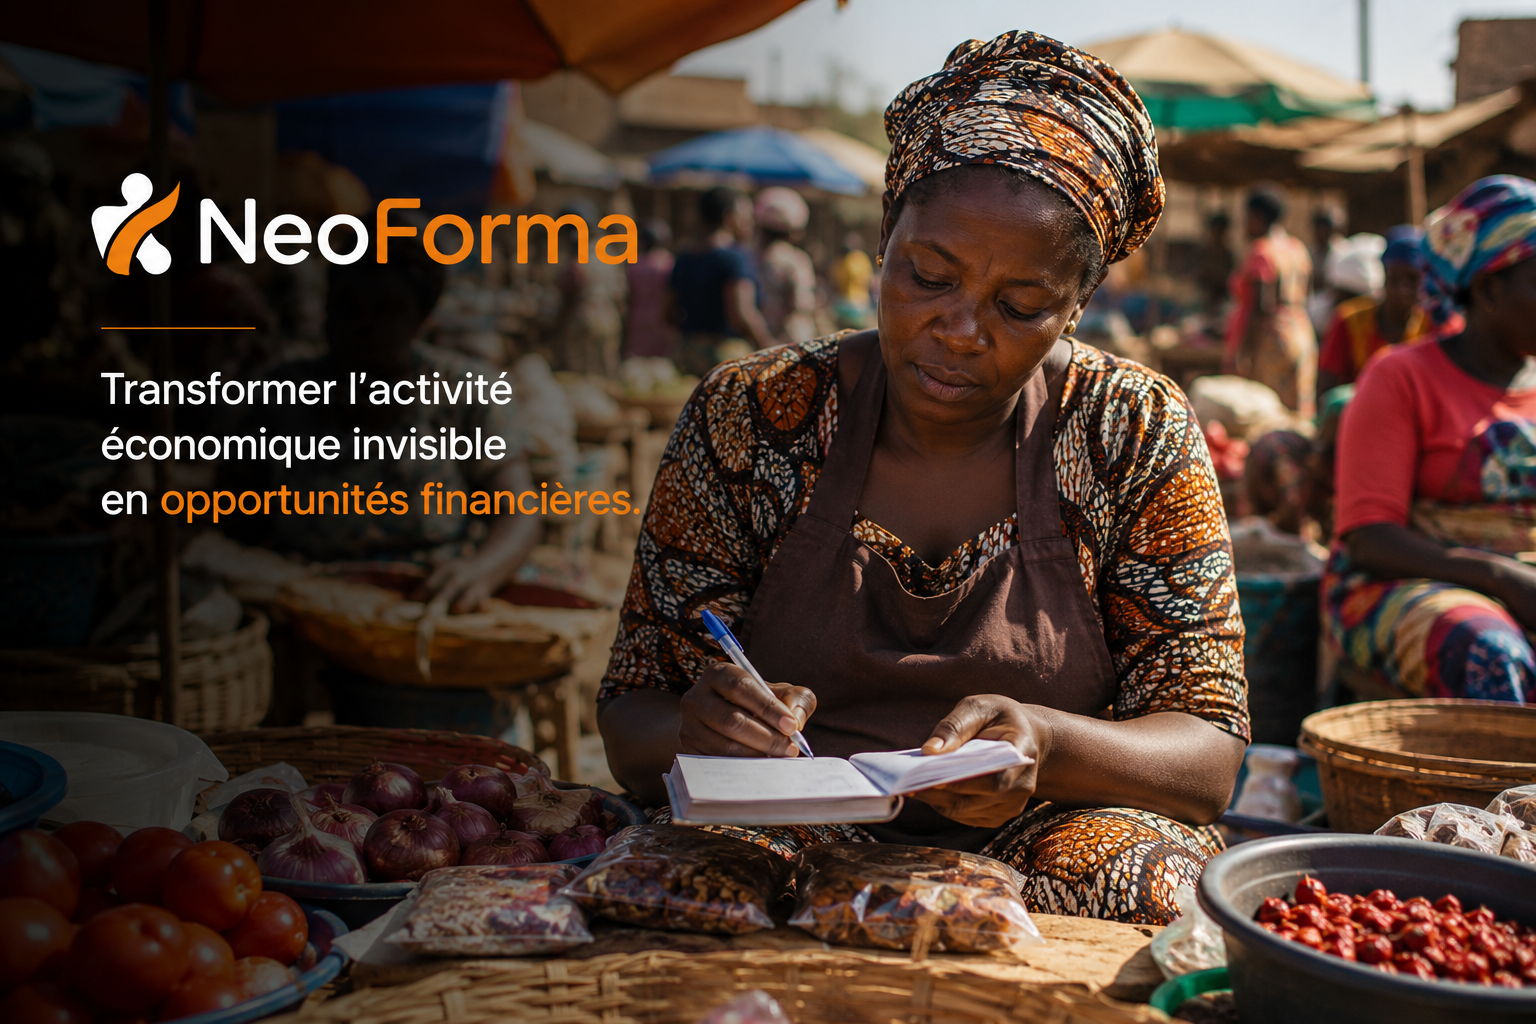 NeoForma
Transformer l’activité
économique invisible
en opportunités financières.